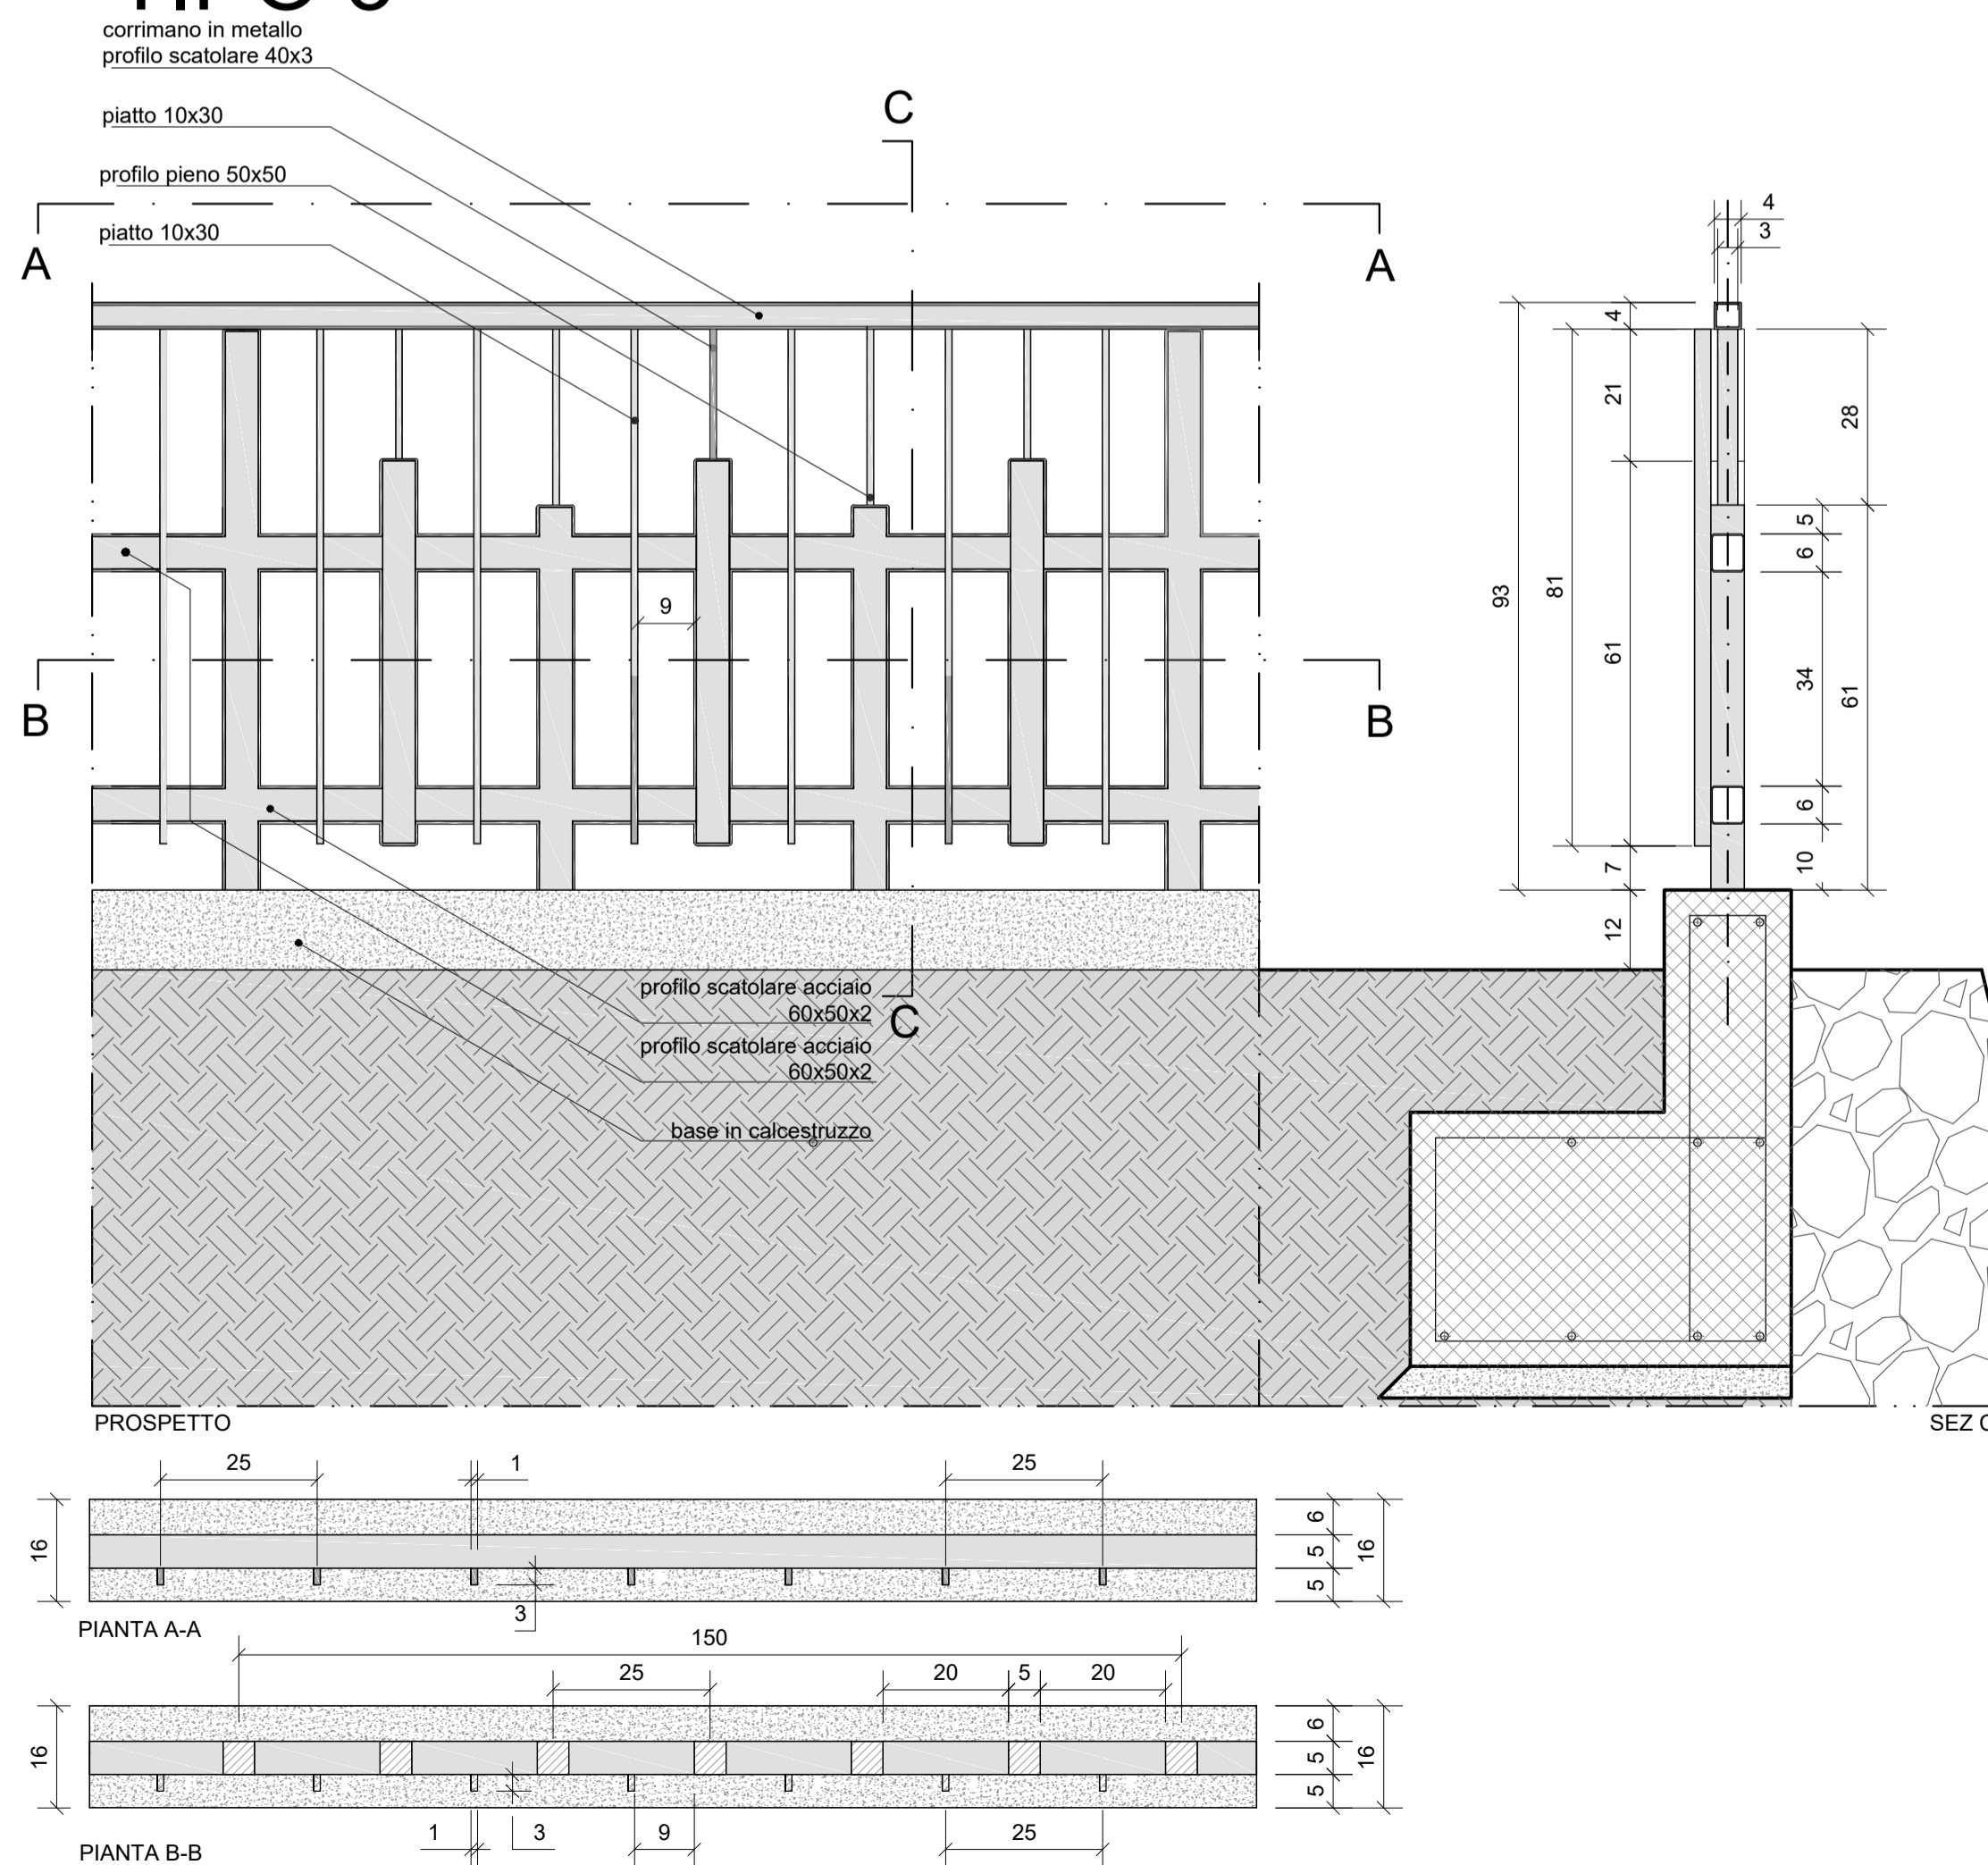 corrimano in metallo
profilo scatolare 40x3
piatto 10x30
profilo pieno 50x50
piatto 10x30
C
A
A
4
3
4
21
28
5
6
93
81
9
61
34
61
B
B
6
7
10
12
profilo scatolare acciaio
60x50x2
C
profilo scatolare acciaio
60x50x2
base in calcestruzzo
PROSPETTO
SEZ C
25
1
25
16
6
5
5
16
3
PIANTA A-A
150
25
20
5
20
16
6
5
5
16
1
3
9
25
PIANTA B-B